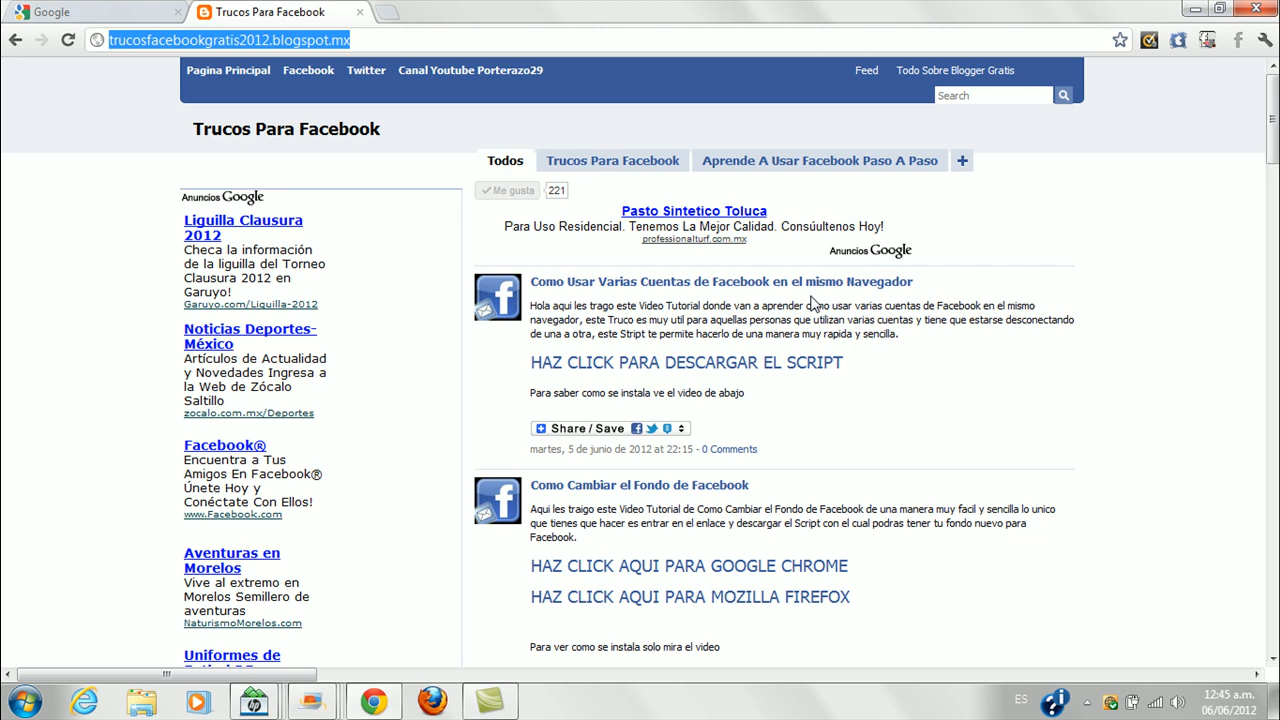 Google
Trucos Para Facebook
trucosfacebookgratis2012.blogspot.mx
Pagina Principal
Facebook
Twitter
Canal Youtube Porterazo29
Feed
Todo Sobre Blogger Gratis
Search
Trucos Para Facebook
Todos
Trucos Para Facebook
Aprende A Usar Facebook Paso A Paso
+
Me gusta
221
Anuncios Google
Liguilla Clausura
2012
Checa la información
de la liguilla del Torneo
Clausura 2012 en
Garuyo!
Garuyo.com/Liquilla-2012
Noticias Deportes-
México
Artículos de Actualidad
y Novedades Ingresa a
la Web de Zócalo
Saltillo
zocalo.com.mx/Deportes
Facebook®
Encuentra a Tus
Amigos En Facebook®
Únete Hoy y
Conéctate Con Ellos!
www.Facebook.com
Aventuras en
Morelos
Vive al extremo en
Morelos Semillero de
aventuras
NaturismoMorelos.com
Uniformes de
Pasto Sintetico Toluca
Para Uso Residencial. Tenemos La Mejor Calidad. Consúultenos Hoy!
professionalturf.com.mx
Anuncios Google
Como Usar Varias Cuentas de Facebook en el mismo Navegador
Hola aqui les trago este Video Tutorial donde van a aprender como usar varias cuentas de Facebook en el mismo
navegador, este Truco es muy util para aquellas personas que utilizan varias cuentas y tiene que estarse desconectando
de una a otra, este Stript te permite hacerlo de una manera muy rapida y sencilla.
HAZ CLICK PARA DESCARGAR EL SCRIPT
Para saber como se instala ve el video de abajo
Share / Save
martes, 5 de junio de 2012 at 22:15 - 0 Comments
Como Cambiar el Fondo de Facebook
Aqui les traigo este Video Tutorial de Como Cambiar el Fondo de Facebook de una manera muy facil y sencilla lo unico
que tienes que hacer es entrar en el enlace y descargar el Script con el cual podras tener tu fondo nuevo para
Facebook.
HAZ CLICK AQUI PARA GOOGLE CHROME
HAZ CLICK AQUI PARA MOZILLA FIREFOX
Para ver como se instala solo mira el video
ES
12:45 a.m.
06/06/2012